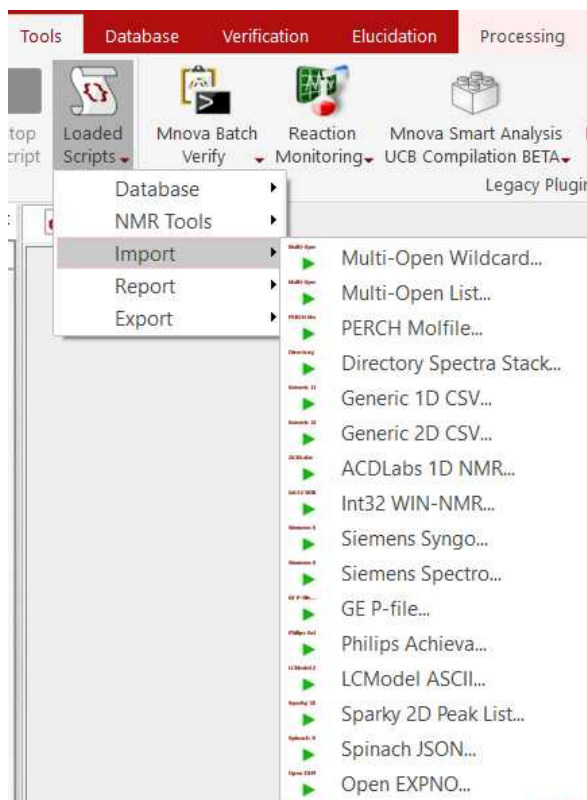 Tools Database Verification Elucidation Processing
top Loaded Mnova Batch Reaction Mnova Smart Analysis
cript Scripts Verify Monitoring UCB Compilation BETA
Legacy Plugin
Database
NMR Tools
Import
Report
Export
Multi-Open Wildcard...
Multi-Open List...
PERCH Molfile...
Directory Spectra Stack...
Generic 1D CSV...
Generic 2D CSV...
ACDLabs 1D NMR...
Int32 WIN-NMR...
Siemens Syngo...
Siemens Spectro...
GE P-file...
Philips Achieva...
LCModel ASCII...
Sparky 2D Peak List...
Spinach JSON...
Open EXPNO...